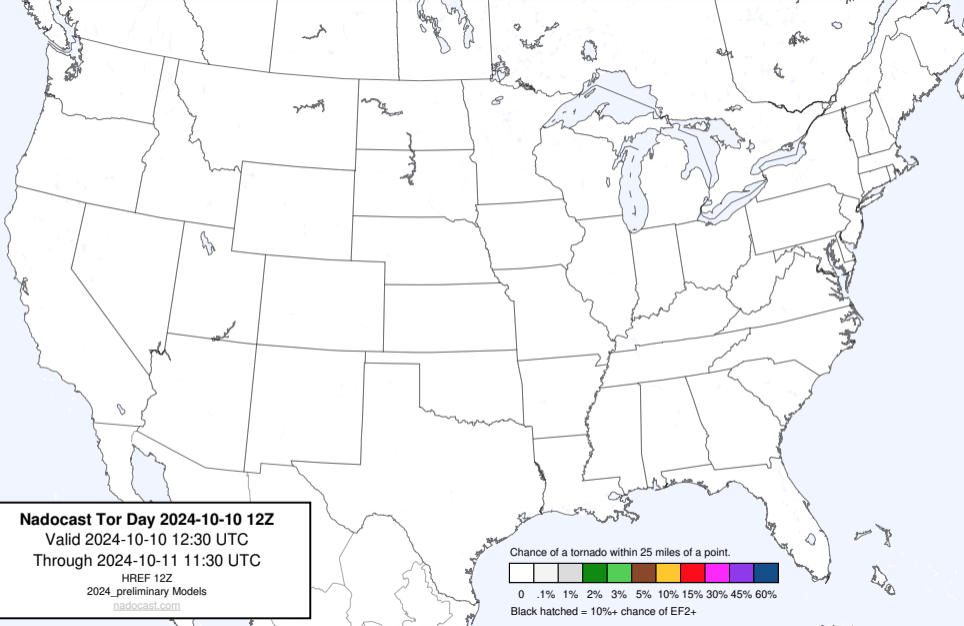 Nadocast Tor Day 2024-10-10 12Z
Valid 2024-10-10 12:30 UTC
Through 2024-10-11 11:30 UTC
HREF 12Z
2024_preliminary Models
nadocast.com
Chance of a tornado within 25 miles of a point.
0 .1% 1% 2% 3% 5% 10% 15% 30% 45% 60%
Black hatched = 10%+ chance of EF2+